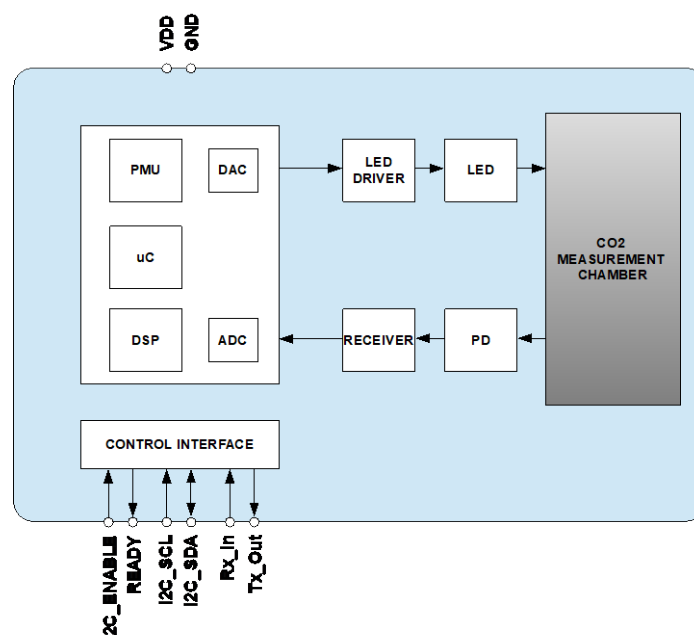 VDD
GND
PMU
DAC
LED
DRIVER
LED
CO2
MEASUREMENT
CHAMBER
uC
DSP
ADC
RECEIVER
PD
CONTROL INTERFACE
2C_ENABLE
READY
I2C_SCL
I2C_SDA
Rx_In
Tx_Out